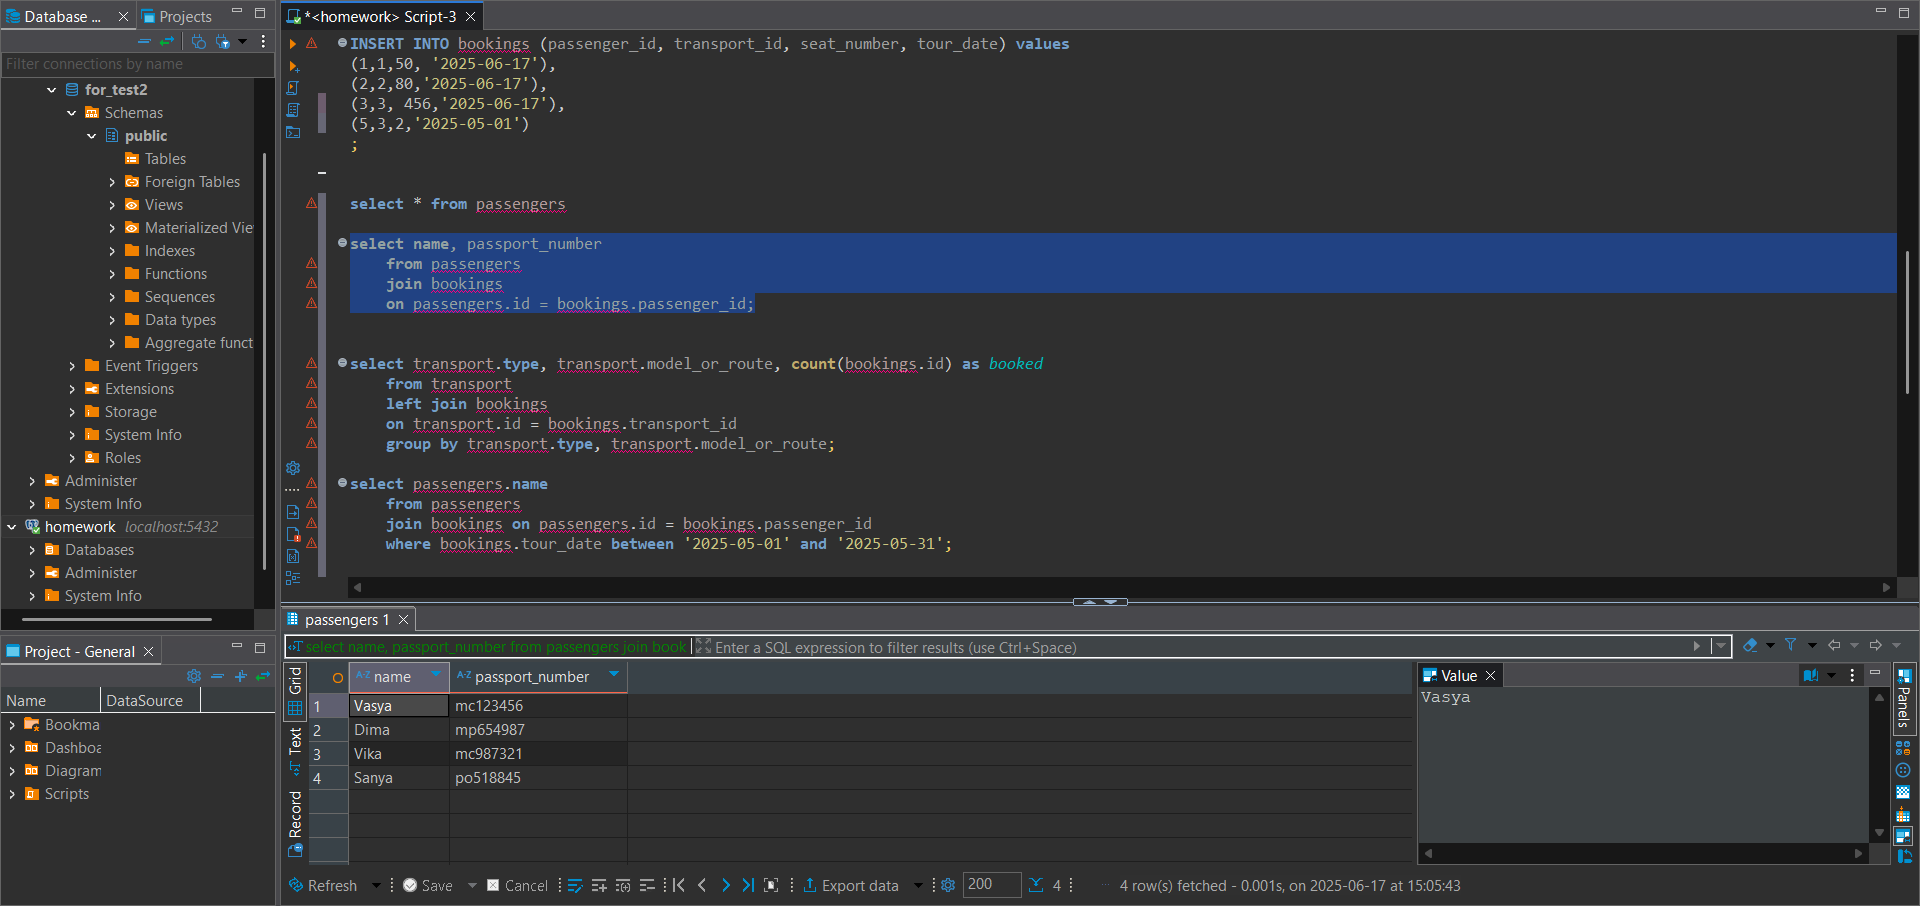 Database ...
Projects
Filter connections by name
for_test2
Schemas
public
Tables
Foreign Tables
Views
Materialized Vie
Indexes
Functions
Sequences
Data types
Aggregate funct
Event Triggers
Extensions
Storage
System Info
Roles
Administer
System Info
homework localhost:5432
Databases
Administer
System Info
Project - General
Name DataSource
Bookma
Dashboa
Diagram
Scripts
*<homework> Script-3
INSERT INTO bookings (passenger_id, transport_id, seat_number, tour_date) values
(1,1,50, '2025-06-17'),
(2,2,80,'2025-06-17'),
(3,3, 456,'2025-06-17'),
(5,3,2,'2025-05-01')
;
select * from passengers
select name, passport_number
from passengers
join bookings
on passengers.id = bookings.passenger_id;
select transport.type, transport.model_or_route, count(bookings.id) as booked
from transport
left join bookings
on transport.id = bookings.transport_id
group by transport.type, transport.model_or_route;
select passengers.name
from passengers
join bookings on passengers.id = bookings.passenger_id
where bookings.tour_date between '2025-05-01' and '2025-05-31';
passengers 1
select name, passport_number from passengers join book
Enter a SQL expression to filter results (use Ctrl+Space)
Grid
Text
Record
A-Z name A-Z passport_number
1 Vasya mc123456
2 Dima mp654987
3 Vika mc987321
4 Sanya po518845
Value
Vasya
Panels
Refresh Save Cancel Export data 200 4 4 row(s) fetched - 0.001s, on 2025-06-17 at 15:05:43